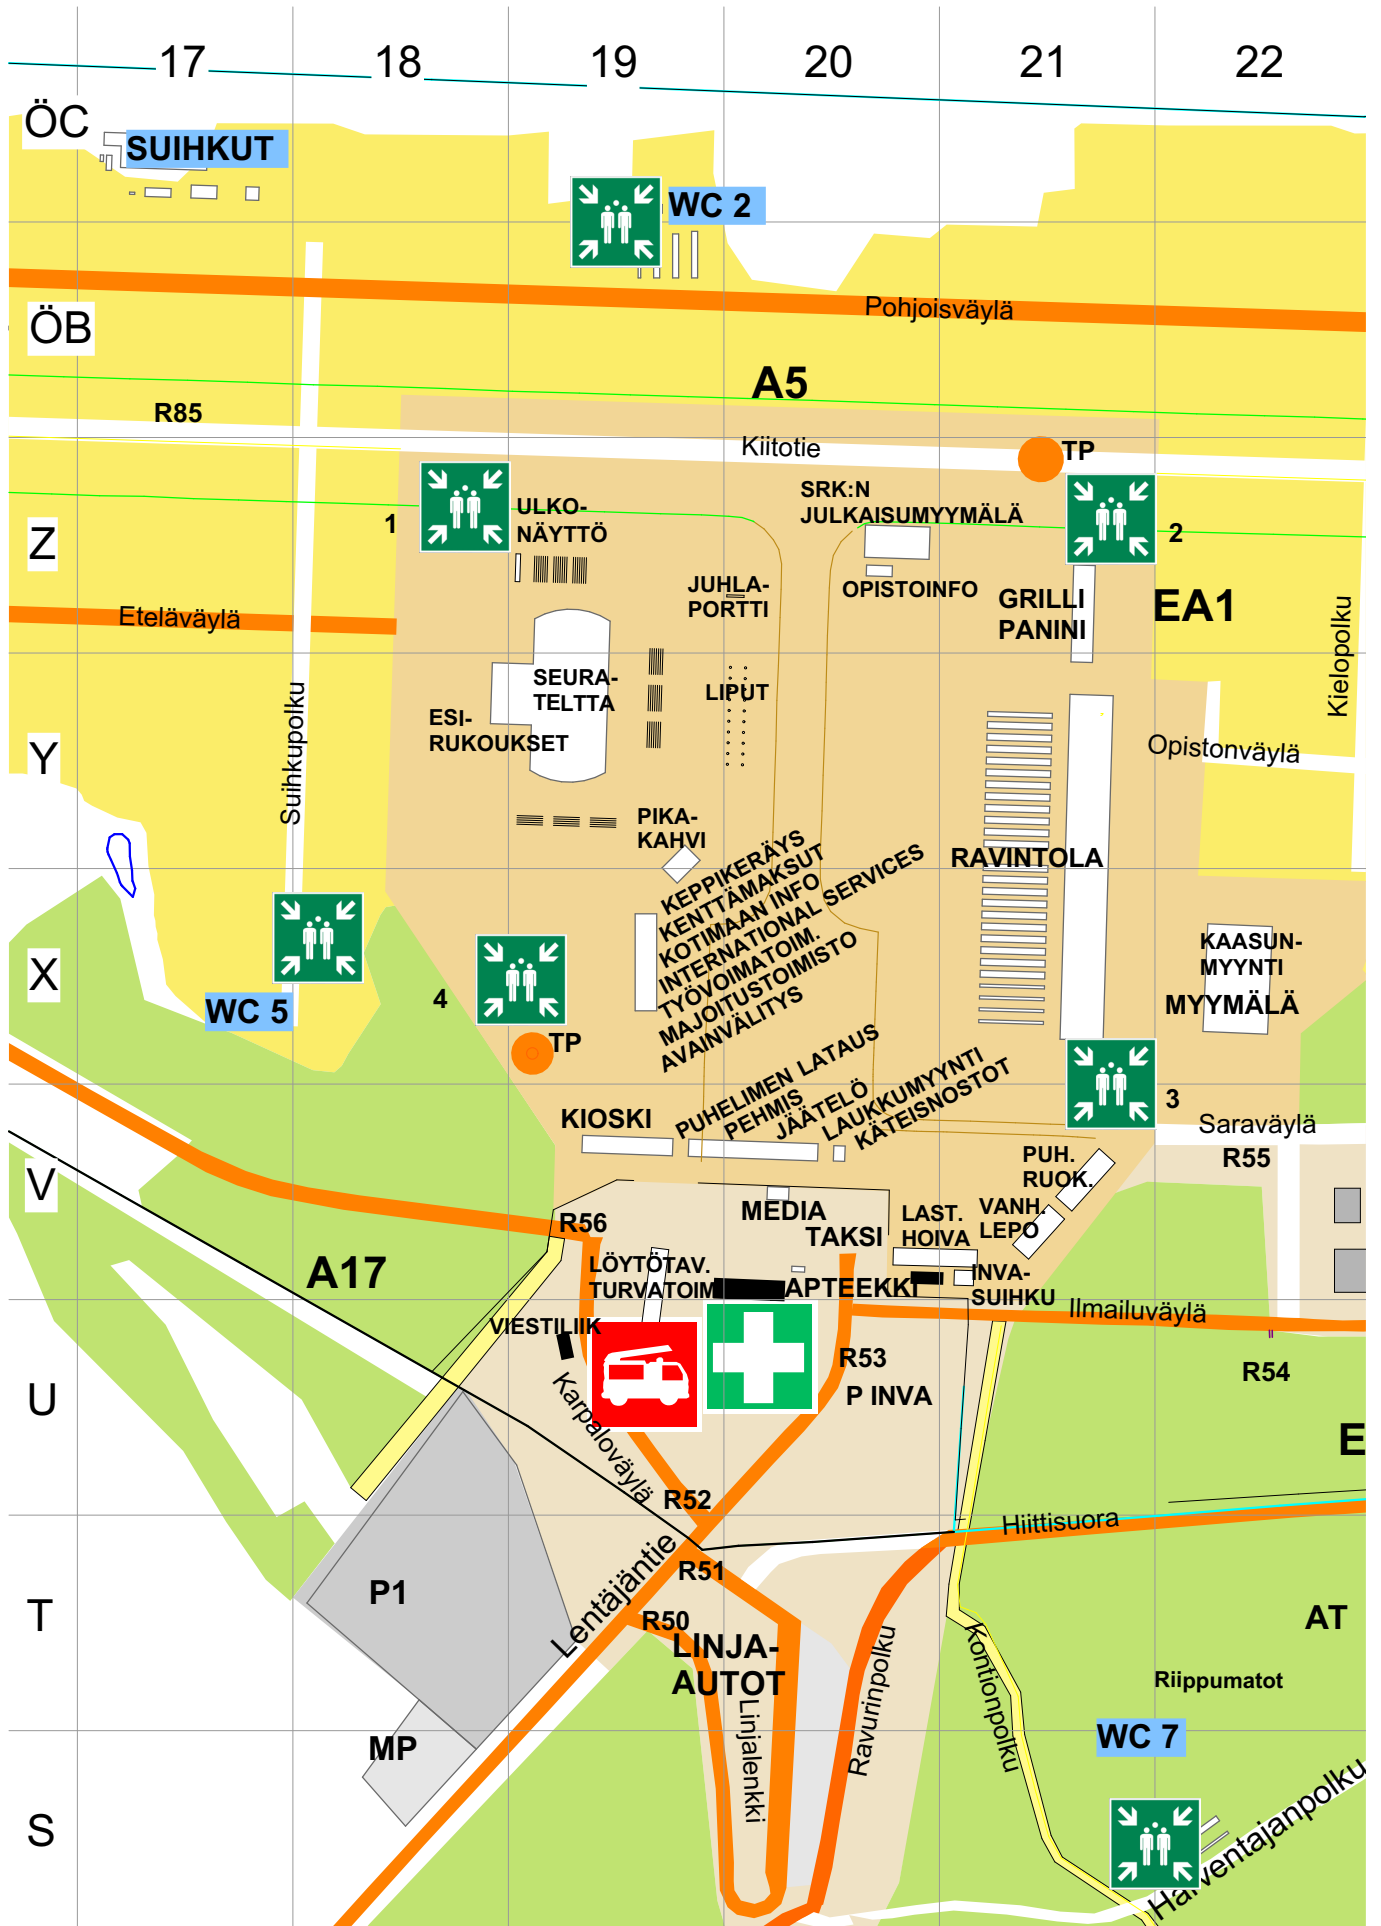 17 18 19 20 21 22
ÖC
SUIHKUT
WC 2
Pohjoisväylä
ÖB
A5
R85
Kiitotie
TP
SRK:N
JULKAISUMYYMÄLÄ
1
ULKO-
NÄYTTÖ
2
Z
JUHLA-
PORTTI
OPISTOINFO
GRILLI
PANINI
EA1
Eteläväylä
Kielopolku
SEURA-
TELTTA
LIPUT
ESI-
RUKOUKSET
Suihkupolku
Y
Opistonväylä
PIKA-
KAHVI
RAVINTOLA
KEPPIKERÄYS
KENTTÄMAKSUT
KOTIMAAN INFO
INTERNATIONAL SERVICES
TYÖVOIMATOIM.
MAJOITUSTOIMISTO
AVAINVÄLITYS
KAASUN-
MYYNTI
MYYMÄLÄ
X
WC 5
4
TP
3
KIOSKI
PUHELIMEN LATAUS
PEHMIS
JÄÄTELÖ
LAUKKUMYYNTI
KÄTEISNOSTOT
Saraväylä
R55
PUH.
RUOK.
V
MEDIA
TAKSI
LAST.
HOIVA
VANH.
LEPO
R56
A17
LÖYTÖTAV.
TURVATOIM
APTEEKKI
INVA-
SUIHKU
Ilmailuväylä
VIESTILIIK
R53
R54
P INVA
U
Karpaloväylä
E
R52
Hiittisuora
R51
Lentäjäntie
P1
T
R50
LINJA-
AUTOT
AT
Ravurinpolku
Kontionpolku
Riippumatot
Linjalenkki
WC 7
MP
S